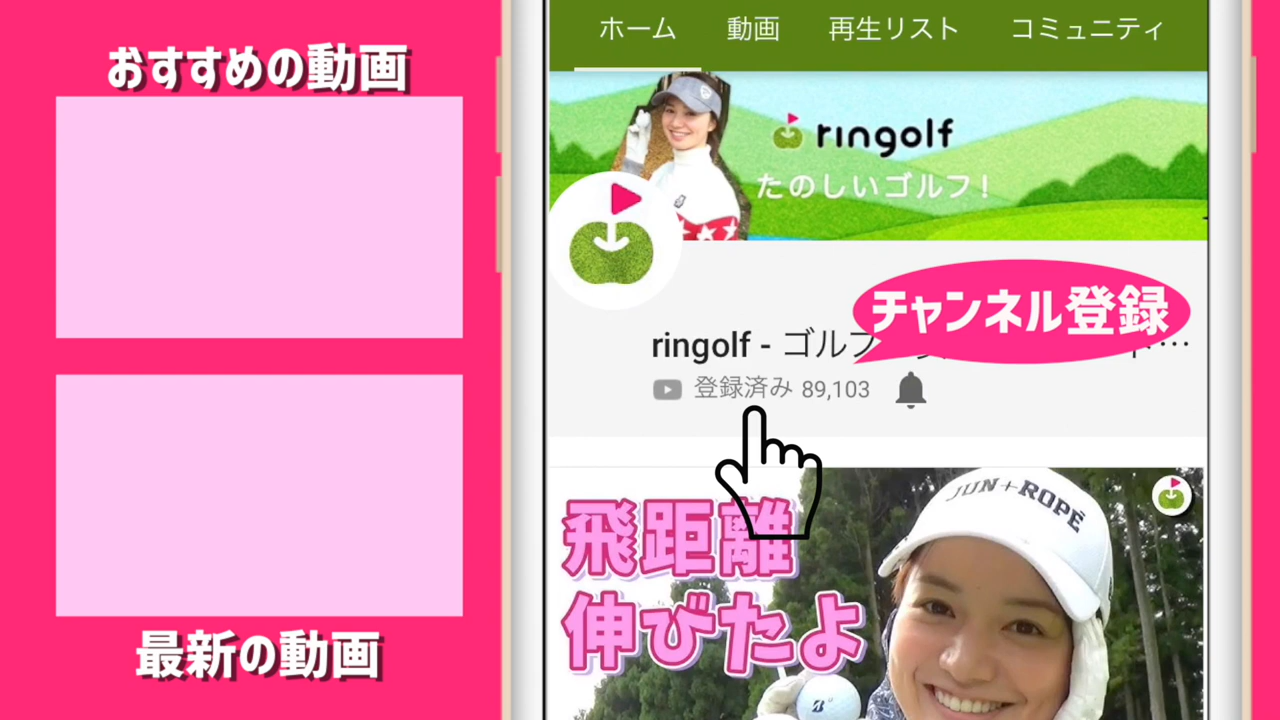 おすすめの動画
最新の動画
ホーム 動画 再生リスト コミュニティ
ringolf
たのしいゴルフ!
チャンネル登録
ringolf - ゴルフ
登録済み 89,103
飛距離
伸びたよ
JUN+ROPÉ
B